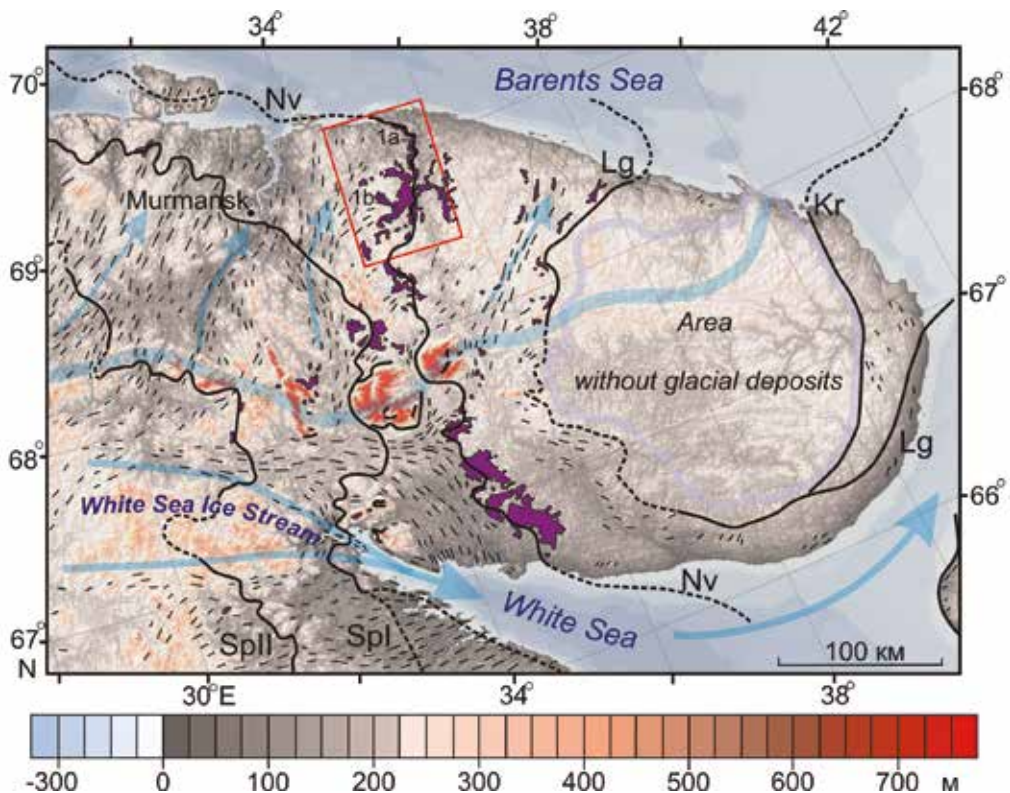 34°
38°
42°
70°
Barents Sea
68°
Nv
1a
Lg
1b
Murmansk
Kr
69°
67°
Area
without glacial deposits
68°
Lg
66°
White Sea Ice Stream
Nv
White Sea
67°
N
SpII
SpI
100 км
30°E
34°
38°
-300
0
100
200
300
400
500
600
700
м